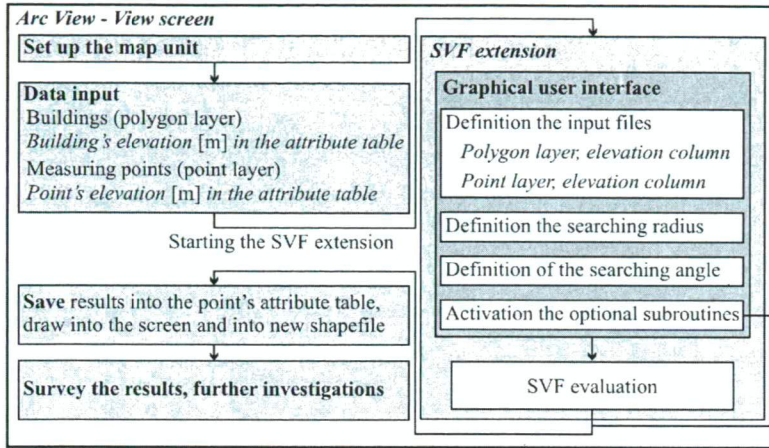 Arc View - View screen
Set up the map unit
Data input
Buildings (polygon layer)
Building's elevation [m] in the attribute table
Measuring points (point layer)
Point's elevation [m] in the attribute table
Starting the SVF extension
Save results into the point's attribute table,
draw into the screen and into new shapefile
Survey the results, further investigations
SVF extension
Graphical user interface
Definition the input files
Polygon layer, elevation column
Point layer, elevation column
Definition the searching radius
Definition of the searching angle
Activation the optional subroutines
SVF evaluation